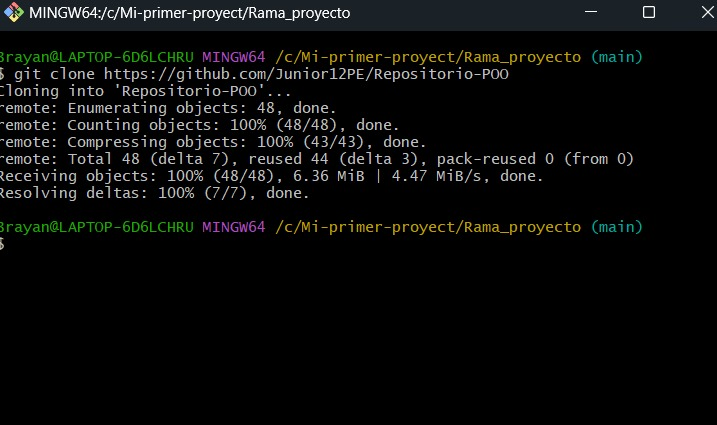 MINGW64:/c/Mi-primer-proyect/Rama_proyecto
Brayan@LAPTOP-6D6LCHRU MINGW64 /c/Mi-primer-proyect/Rama_proyecto (main)
$ git clone https://github.com/Junior12PE/Repositorio-POO
Cloning into 'Repositorio-POO'...
remote: Enumerating objects: 48, done.
remote: Counting objects: 100% (48/48), done.
remote: Compressing objects: 100% (43/43), done.
remote: Total 48 (delta 7), reused 44 (delta 3), pack-reused 0 (from 0)
Receiving objects: 100% (48/48), 6.36 MiB | 4.47 MiB/s, done.
Resolving deltas: 100% (7/7), done.
Brayan@LAPTOP-6D6LCHRU MINGW64 /c/Mi-primer-proyect/Rama_proyecto (main)
$